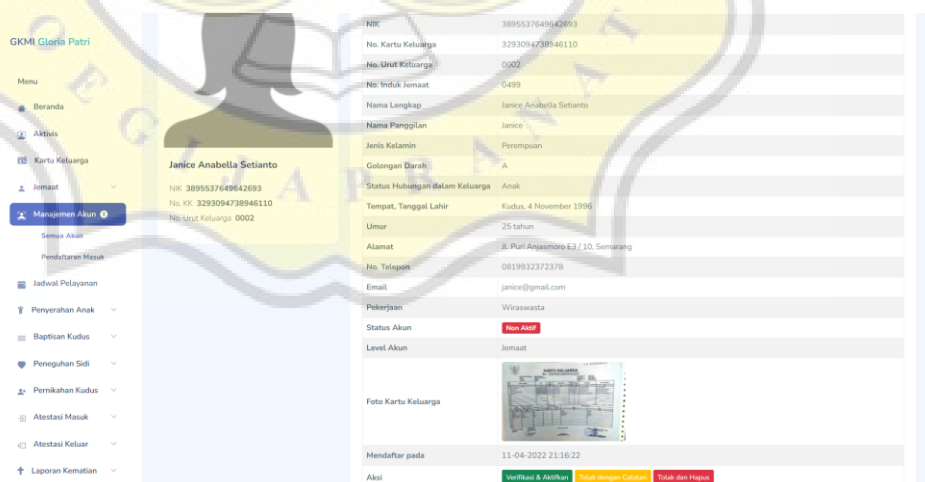 GKMI Gloria Patri
Menu
Beranda
Aktivis
Kartu Keluarga
Jemaat
Manajemen Akun
Semua Akun
Pendaftaran Masuk
Jadwal Pelayanan
Penyerahan Anak
Baptisan Kudus
Peneguhan Sidi
Pernikahan Kudus
Atestasi Masuk
Atestasi Keluar
Laporan Kematian
Janice Anabella Setianto
NIK 3895537649642693
No. KK 3293094738946110
No. Urut Keluarga 0002
NIK 3895537649642693
No. Kartu Keluarga 3293094738946110
No. Urut Keluarga 0002
No. Induk Jemaat 0499
Nama Lengkap Janice Anabella Setianto
Nama Panggilan Janice
Jenis Kelamin Perempuan
Golongan Darah A
Status Hubungan dalam Keluarga Anak
Tempat, Tanggal Lahir Kudus, 4 November 1996
Umur 25 tahun
Alamat Jl. Puri Anjasmoro E3 / 10, Semarang
No. Telepon 0819932372378
Email janice@gmail.com
Pekerjaan Wiraswasta
Status Akun Non Aktif
Level Akun Jemaat
Foto Kartu Keluarga
KARTU KELUARGA
Mendaftar pada 11-04-2022 21:16:22
Aksi Verifikasi & Aktifkan Tolak dengan Catatan Tolak dan Hapus